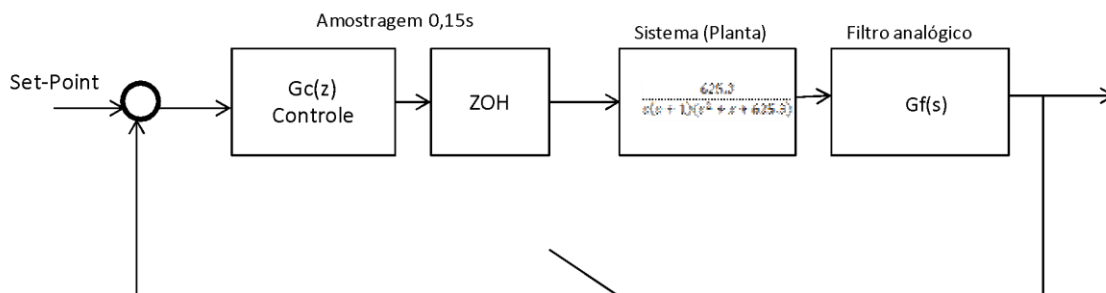 Amostragem 0,15s
Sistema (Planta)
Filtro analógico
Set-Point
Gc(z)
Controle
ZOH
625.3
s(s + 1)(s² + s + 625.3)
Gf(s)